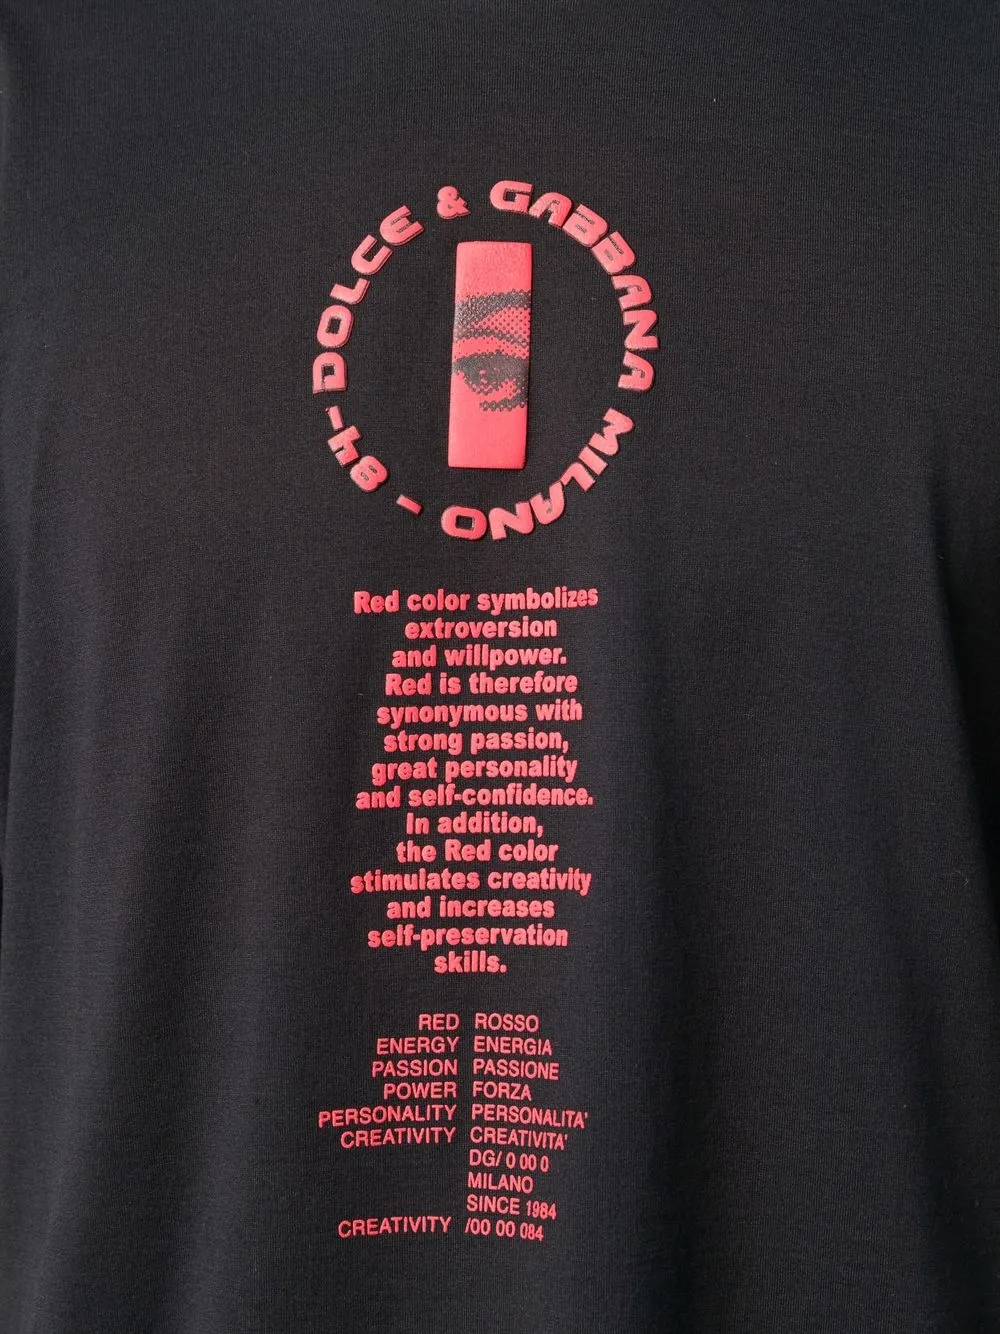 DOLCE & GABBANA MILANO - 84-
Red color symbolizes
extroversion
and willpower.
Red is therefore
synonymous with
strong passion,
great personality
and self-confidence.
In addition,
the Red color
stimulates creativity
and increases
self-preservation
skills.
RED ROSSO
ENERGY ENERGIA
PASSION PASSIONE
POWER FORZA
PERSONALITY PERSONALITA'
CREATIVITY CREATIVITA'
DG/ 0 00 0
MILANO
SINCE 1984
CREATIVITY /00 00 084